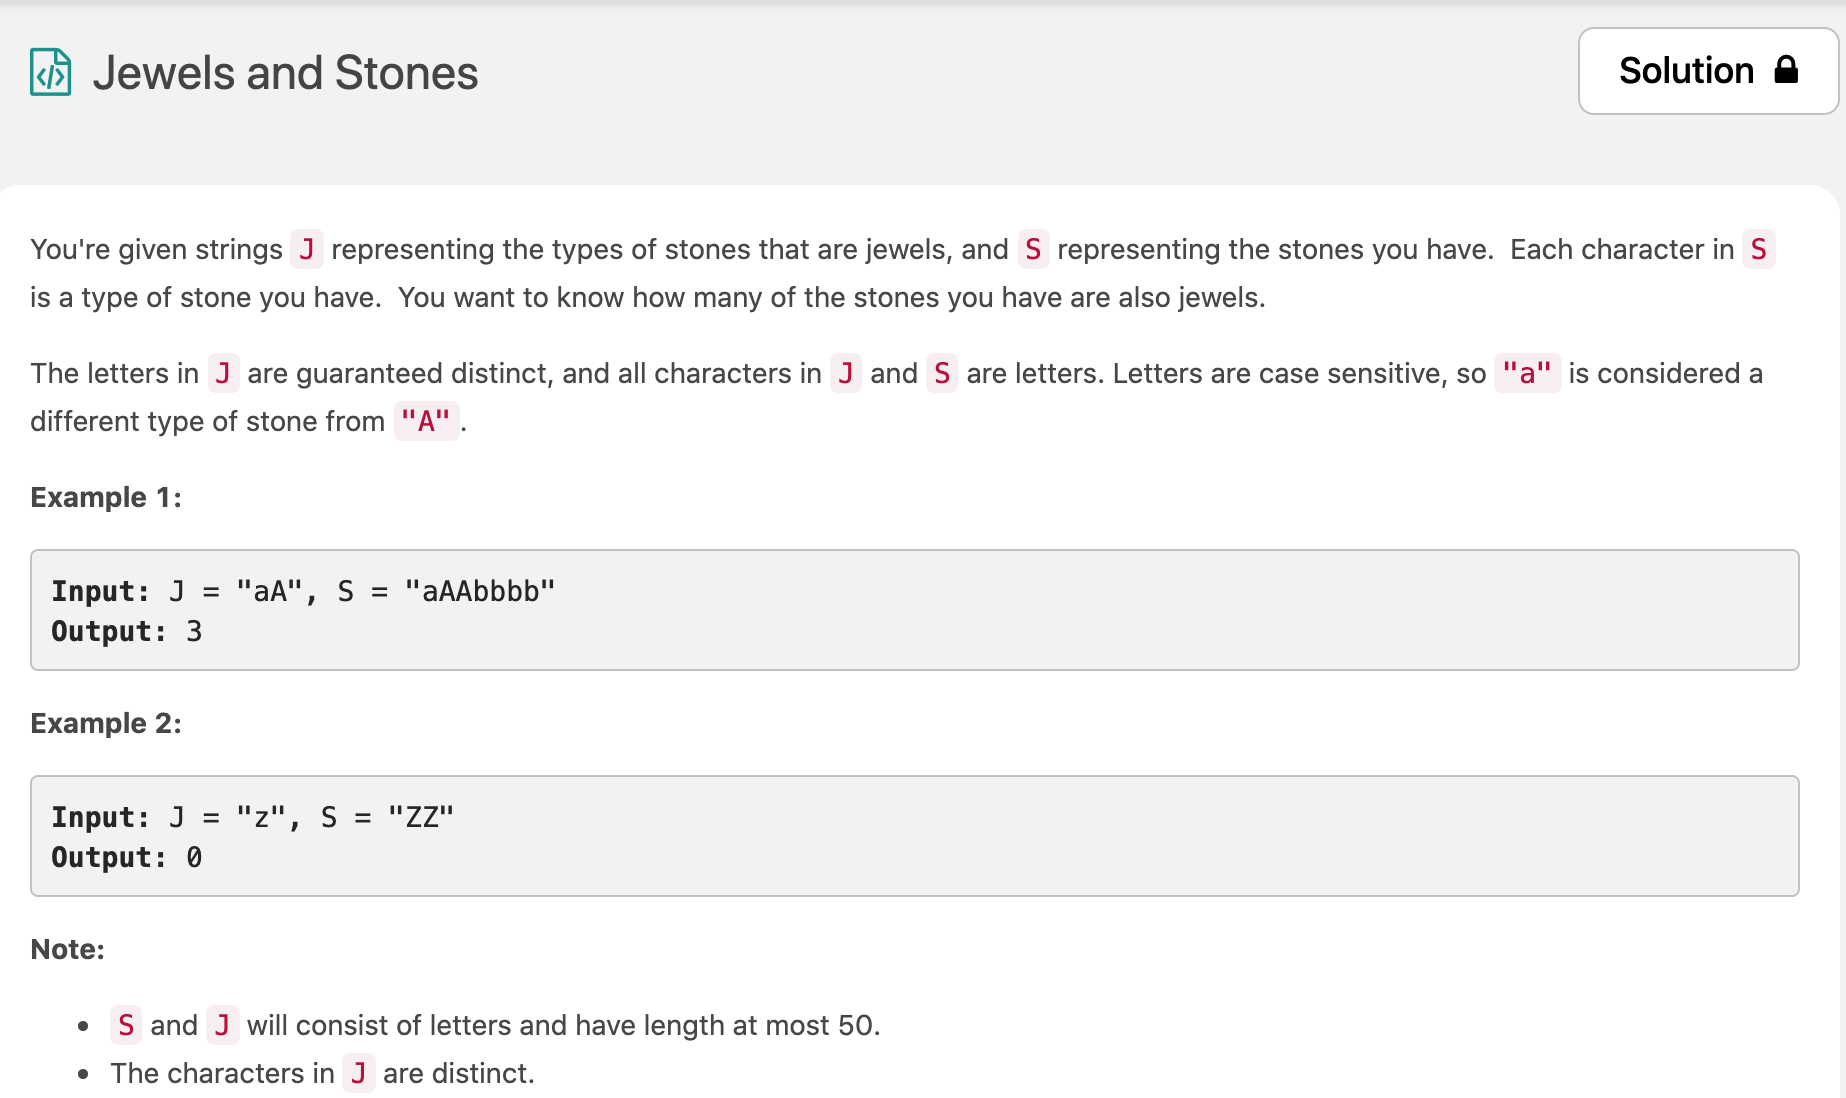 </> Jewels and Stones
Solution
You're given strings J representing the types of stones that are jewels, and S representing the stones you have.  Each character in S
is a type of stone you have.  You want to know how many of the stones you have are also jewels.
The letters in J are guaranteed distinct, and all characters in J and S are letters. Letters are case sensitive, so "a" is considered a
different type of stone from "A".
Example 1:
Input: J = "aA", S = "aAAbbbb"
Output: 3
Example 2:
Input: J = "z", S = "ZZ"
Output: 0
Note:
• S and J will consist of letters and have length at most 50.
• The characters in J are distinct.